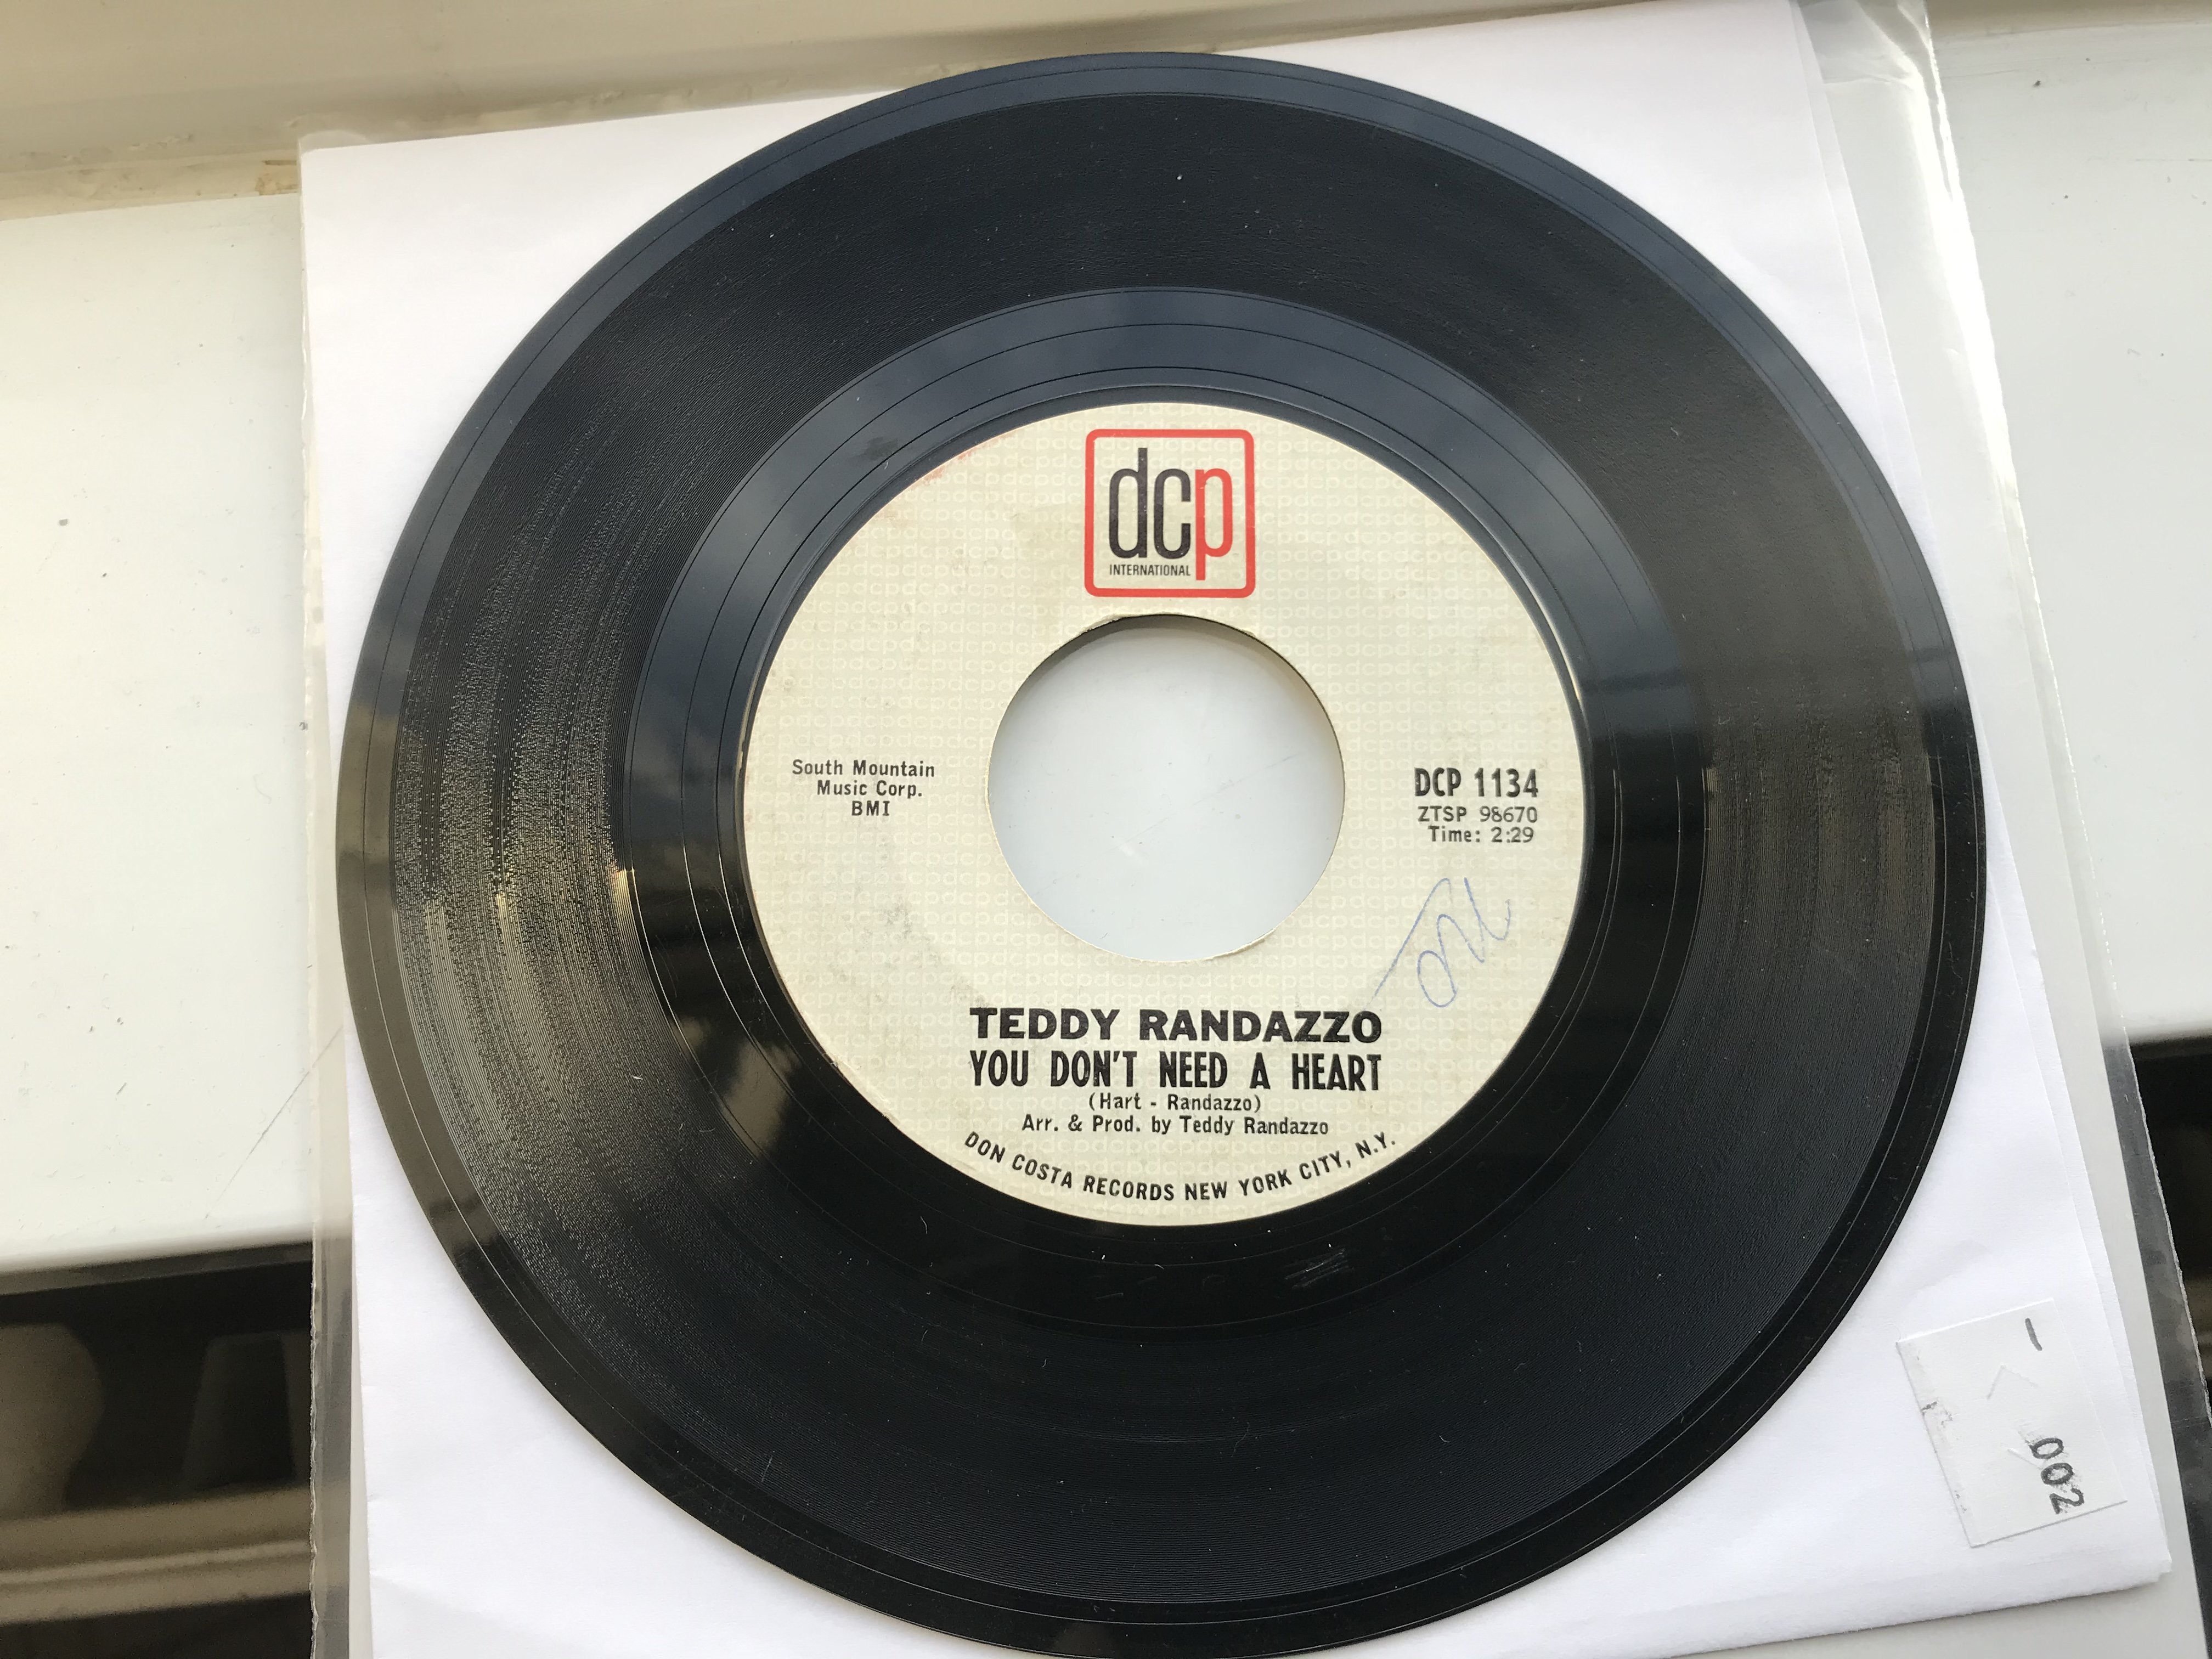 dcp
INTERNATIONAL
South Mountain
Music Corp.
BMI
DCP 1134
ZTSP 98670
Time: 2:29
TEDDY RANDAZZO
YOU DON'T NEED A HEART
(Hart - Randazzo)
Arr. & Prod. by Teddy Randazzo
DON COSTA RECORDS NEW YORK CITY, N.Y.
002